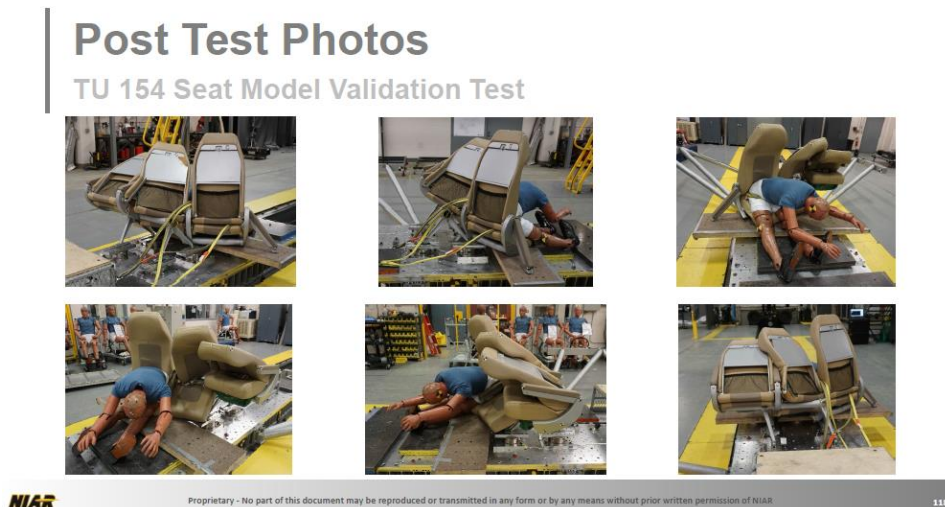 Post Test Photos
TU 154 Seat Model Validation Test
NIAR
Proprietary - No part of this document may be reproduced or transmitted in any form or by any means without prior written permission of NIAR